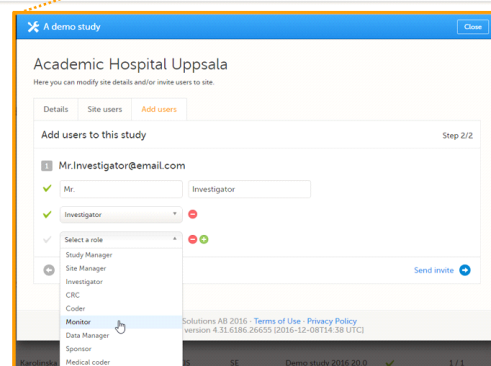 A demo study
Close
Academic Hospital Uppsala
Here you can modify site details and/or invite users to site.
Details Site users Add users
Add users to this study
Step 2/2
1 Mr.Investigator@email.com
Mr. Investigator
Investigator
Select a role
Study Manager
Site Manager
Investigator
CRC
Coder
Monitor
Data Manager
Sponsor
Medical coder
Send invite
Solutions AB 2016 - Terms of Use - Privacy Policy
version 4.31.6186.26655 [2016-12-08T14:38 UTC]
Karolinska SE Demo study 2016 20.0 1 / 1